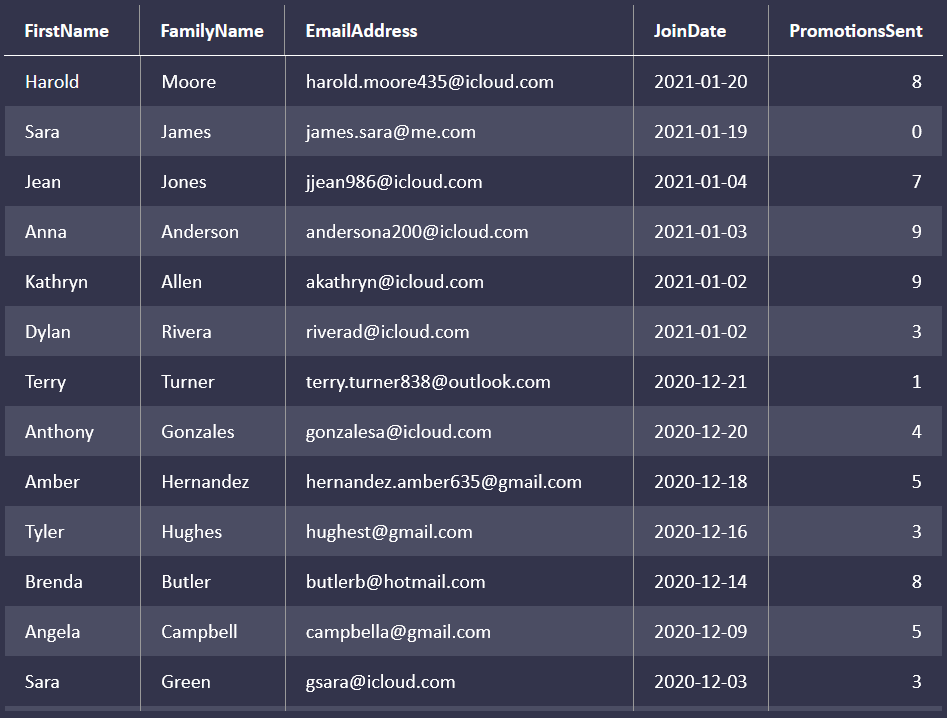 FirstName FamilyName EmailAddress JoinDate PromotionsSent
Harold Moore harold.moore435@icloud.com 2021-01-20 8
Sara James james.sara@me.com 2021-01-19 0
Jean Jones jjean986@icloud.com 2021-01-04 7
Anna Anderson andersona200@icloud.com 2021-01-03 9
Kathryn Allen akathryn@icloud.com 2021-01-02 9
Dylan Rivera riverad@icloud.com 2021-01-02 3
Terry Turner terry.turner838@outlook.com 2020-12-21 1
Anthony Gonzales gonzalesa@icloud.com 2020-12-20 4
Amber Hernandez hernandez.amber635@gmail.com 2020-12-18 5
Tyler Hughes hughest@gmail.com 2020-12-16 3
Brenda Butler butlerb@hotmail.com 2020-12-14 8
Angela Campbell campbella@gmail.com 2020-12-09 5
Sara Green gsara@icloud.com 2020-12-03 3